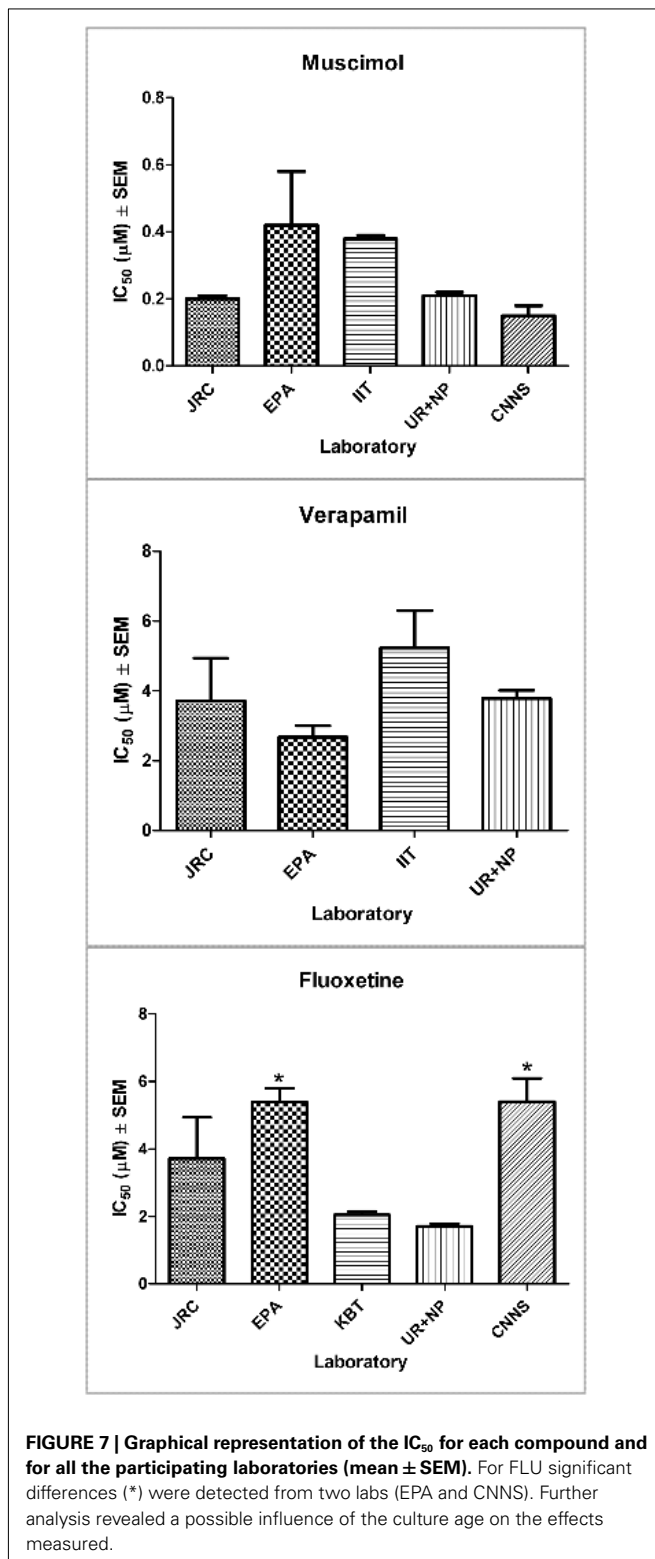 Muscimol
0.8
0.6
0.4
0.2
0.0
IC₅₀ (µM) ± SEM
JRC
EPA
IIT
UR+NP
CNNS
Laboratory
Verapamil
8
6
4
2
0
IC₅₀ (µM) ± SEM
JRC
EPA
IIT
UR+NP
Laboratory
Fluoxetine
8
6
4
2
0
IC₅₀ (µM) ± SEM
*
*
JRC
EPA
KBT
UR+NP
CNNS
Laboratory
FIGURE 7 | Graphical representation of the IC₅₀ for each compound and
for all the participating laboratories (mean ± SEM). For FLU significant
differences (*) were detected from two labs (EPA and CNNS). Further
analysis revealed a possible influence of the culture age on the effects
measured.